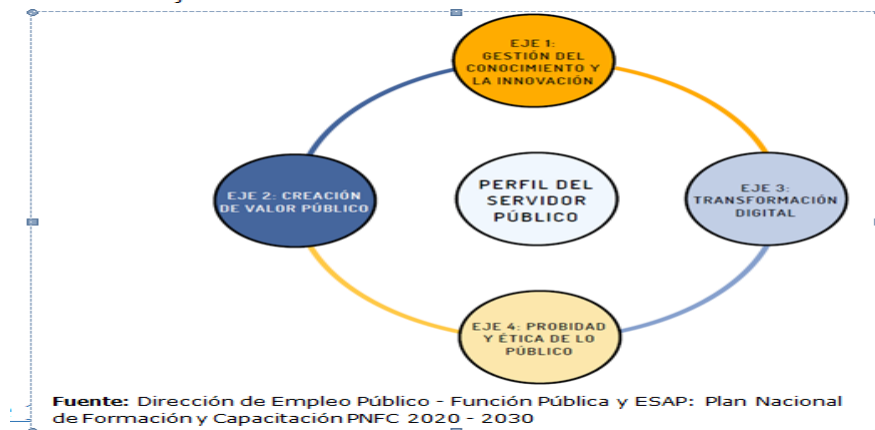 EJE 1:
GESTIÓN DEL
CONOCIMIENTO Y
LA INNOVACIÓN
EJE 2: CREACIÓN
DE VALOR PÚBLICO
PERFIL DEL
SERVIDOR
PÚBLICO
EJE 3:
TRANSFORMACIÓN
DIGITAL
EJE 4: PROBIDAD
Y ÉTICA DE LO
PÚBLICO
Fuente: Dirección de Empleo Público - Función Pública y ESAP: Plan Nacional
de Formación y Capacitación PNFC 2020 - 2030